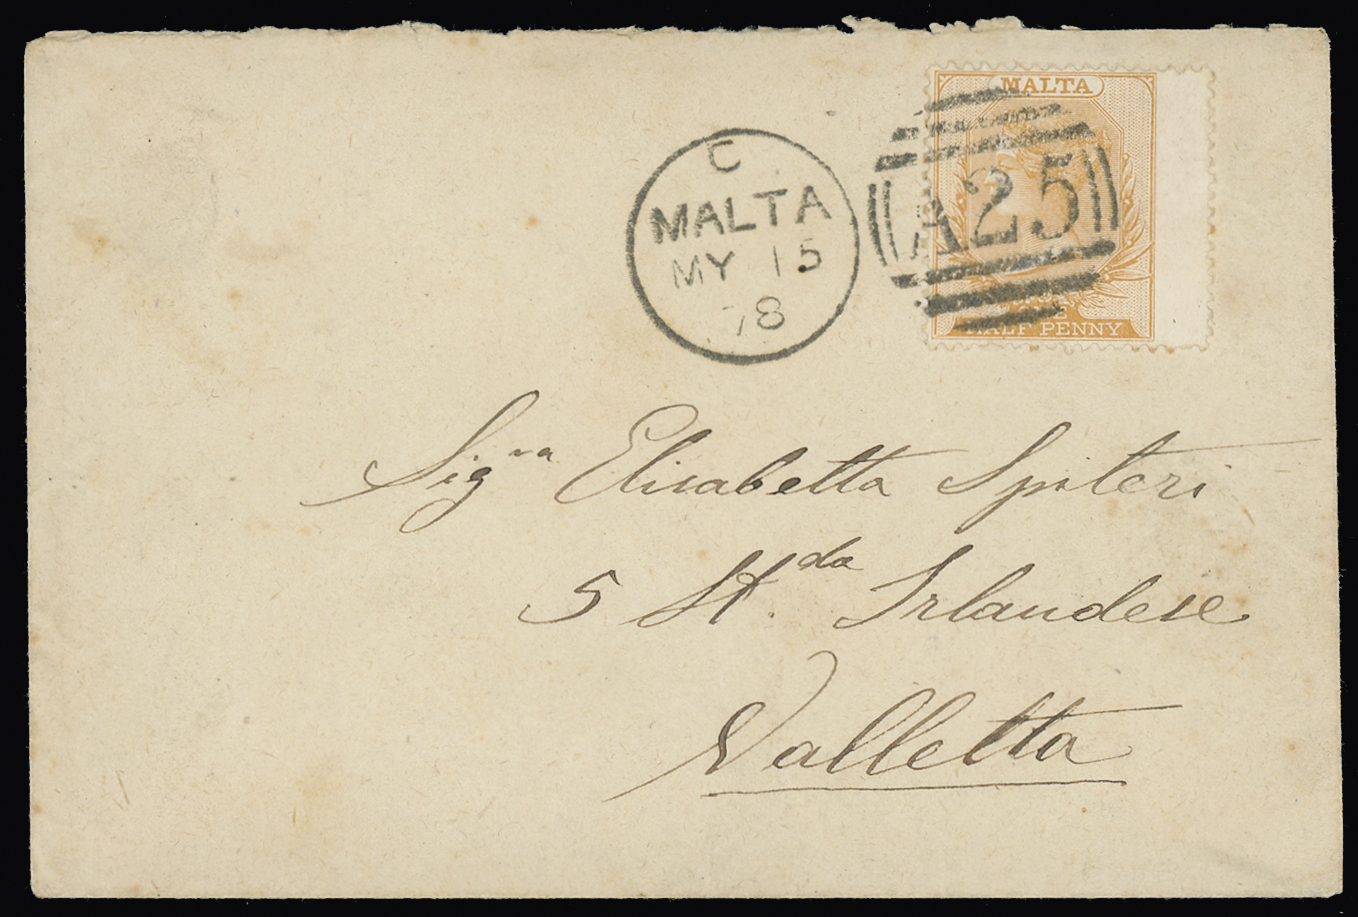 MALTA
C
MALTA
MY 15
78
A25
HALF PENNY
Sig.ra Elisabetta Spiteri
5 St.da Irlandese
Valletta